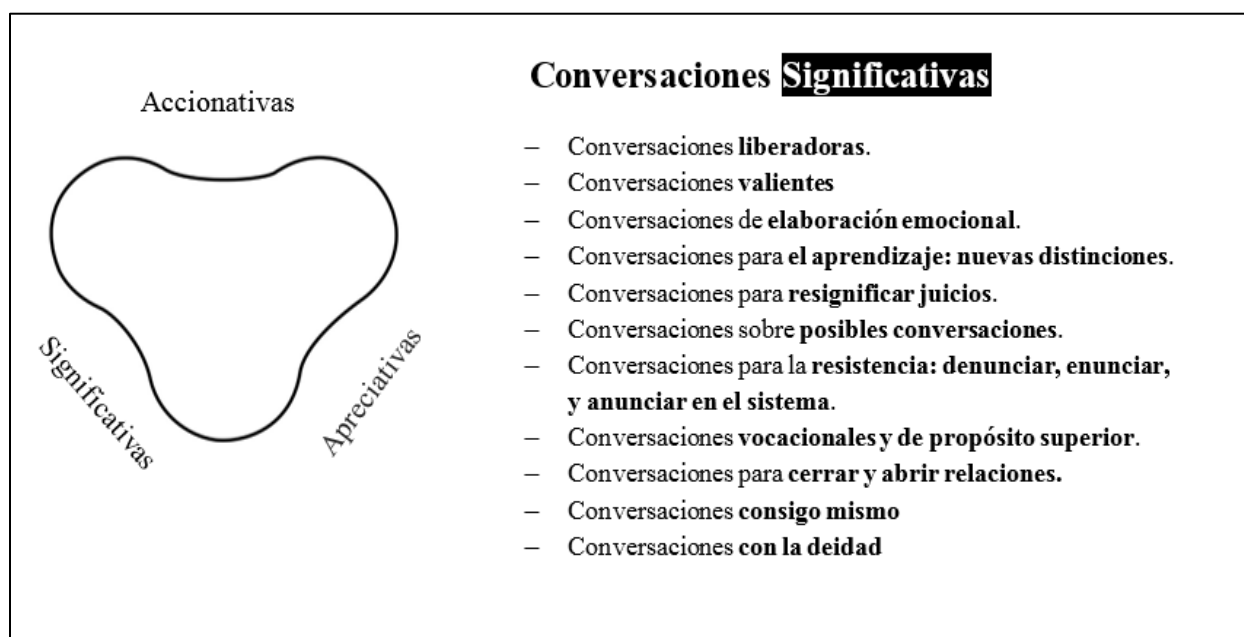 Accionativas
Significativas
Apreciativas
Conversaciones Significativas
– Conversaciones liberadoras.
– Conversaciones valientes
– Conversaciones de elaboración emocional.
– Conversaciones para el aprendizaje: nuevas distinciones.
– Conversaciones para resignificar juicios.
– Conversaciones sobre posibles conversaciones.
– Conversaciones para la resistencia: denunciar, enunciar,
y anunciar en el sistema.
– Conversaciones vocacionales y de propósito superior.
– Conversaciones para cerrar y abrir relaciones.
– Conversaciones consigo mismo
– Conversaciones con la deidad